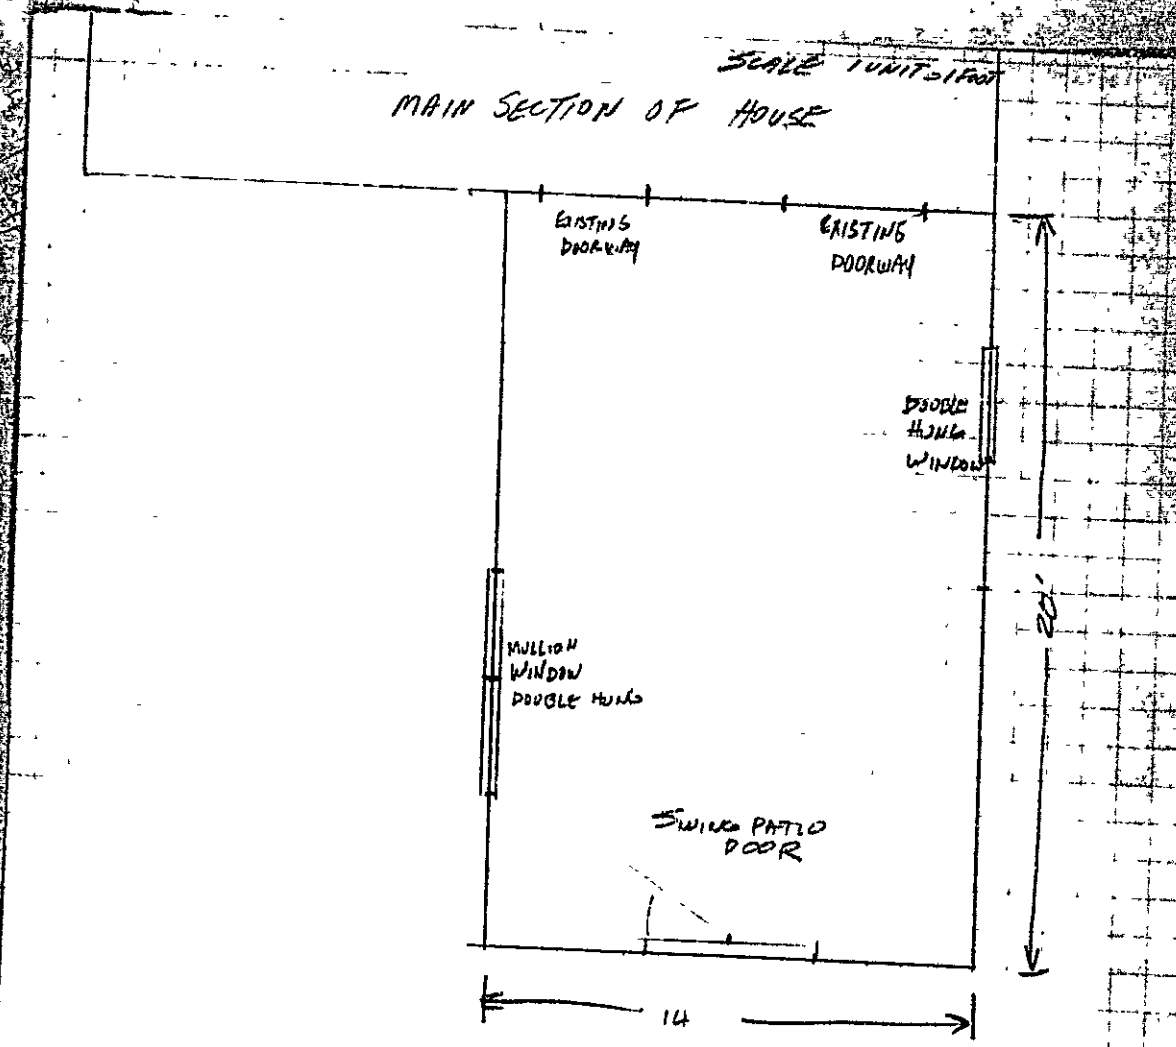 SCALE 1 UNIT = 1 FOOT
MAIN SECTION OF HOUSE
EXISTING
DOORWAY
EXISTING
DOORWAY
DOUBLE
HUNG
WINDOW
20'
MULLION
WINDOW
DOUBLE HUNG
SWING PATIO
DOOR
14